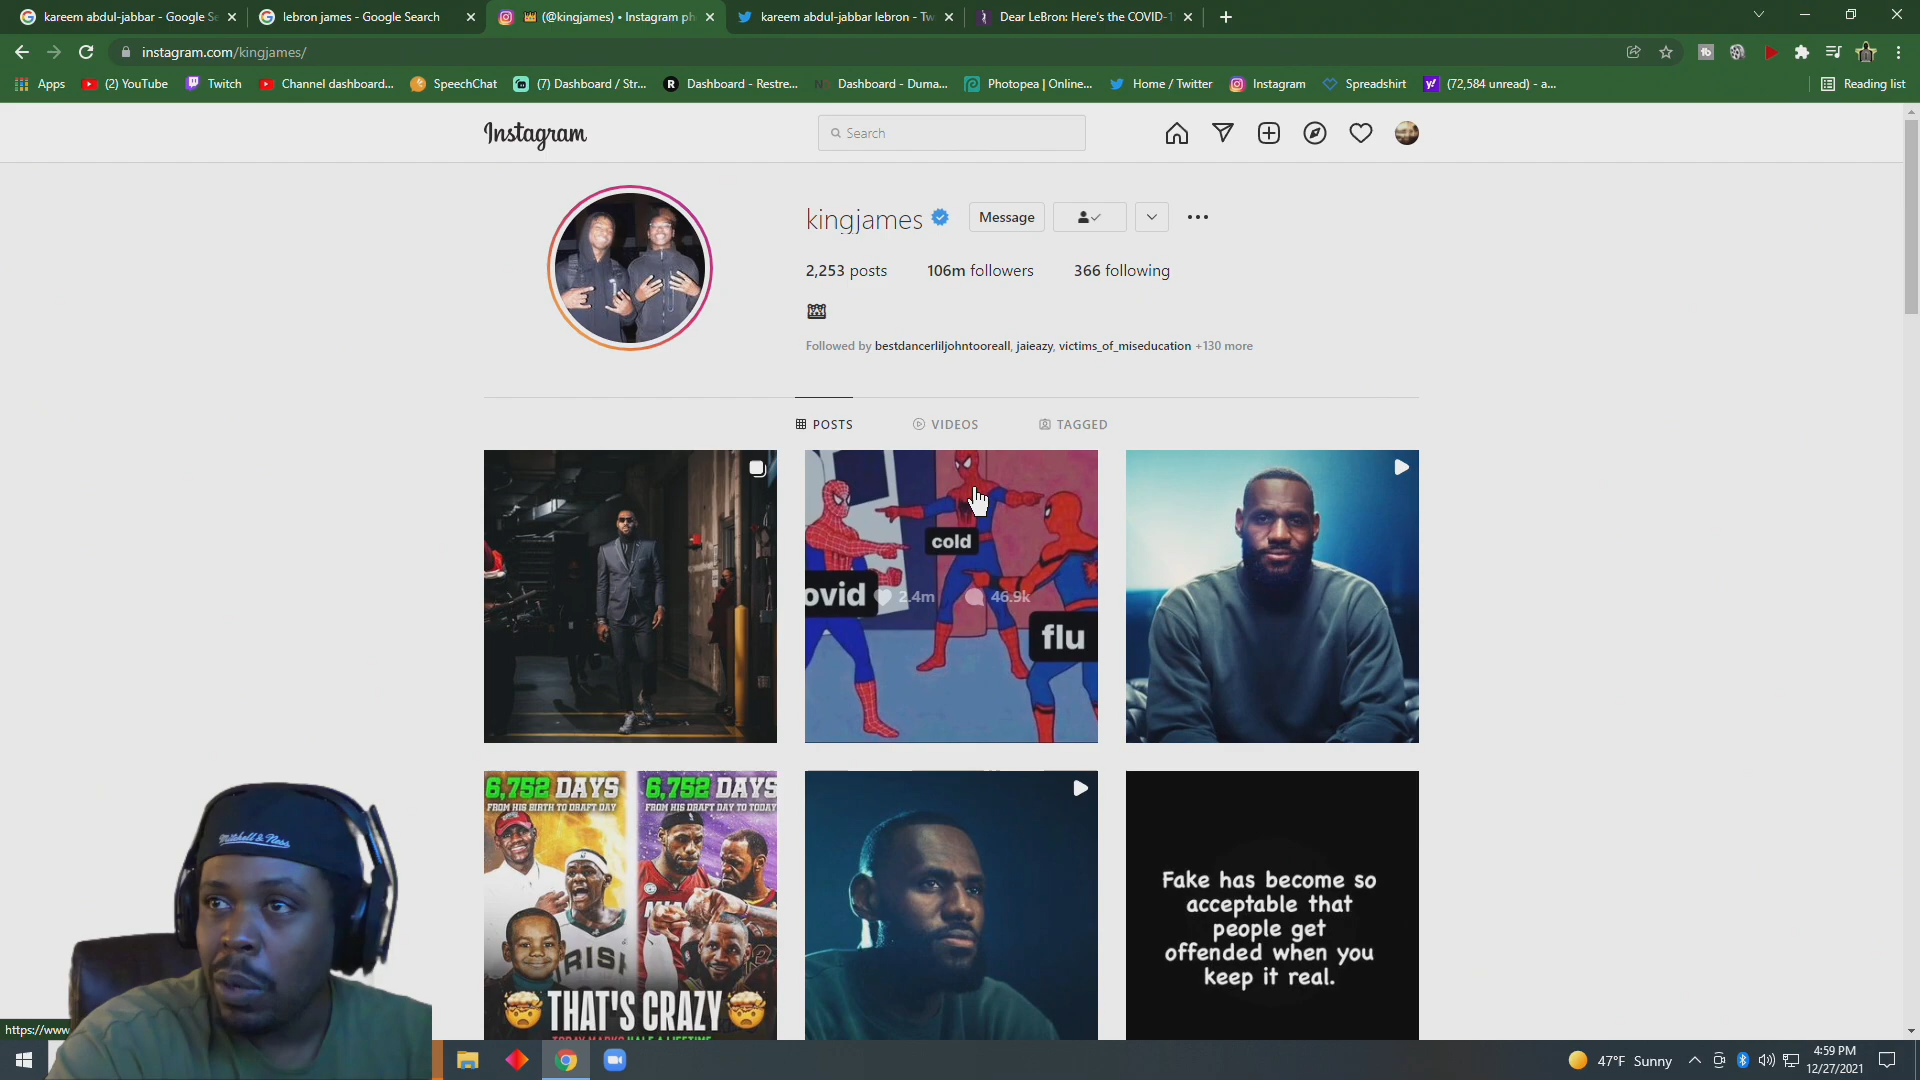 kareem abdul-jabbar - Google Se
lebron james - Google Search
(@kingjames) • Instagram ph
kareem abdul-jabbar lebron - Tw
Dear LeBron: Here's the COVID-1
instagram.com/kingjames/
Apps
(2) YouTube
Twitch
Channel dashboard...
SpeechChat
(7) Dashboard / Str...
Dashboard - Restre...
Dashboard - Duma...
Photopea | Online...
Home / Twitter
Instagram
Spreadshirt
(72,584 unread) - a...
Reading list
Instagram
Search
kingjames
Message
2,253 posts
106m followers
366 following
Followed by bestdancerliljohntooreall, jaieazy, victims_of_miseducation +130 more
POSTS
VIDEOS
TAGGED
cold
ovid
2.4m
46.9k
flu
6,752 DAYS
FROM HIS BIRTH TO DRAFT DAY
6,752 DAYS
FROM HIS DRAFT DAY TO TODAY
THAT'S CRAZY
Fake has become so
acceptable that
people get
offended when you
keep it real.
Mitchell & Ness
https://www
47°F Sunny
4:59 PM
12/27/2021